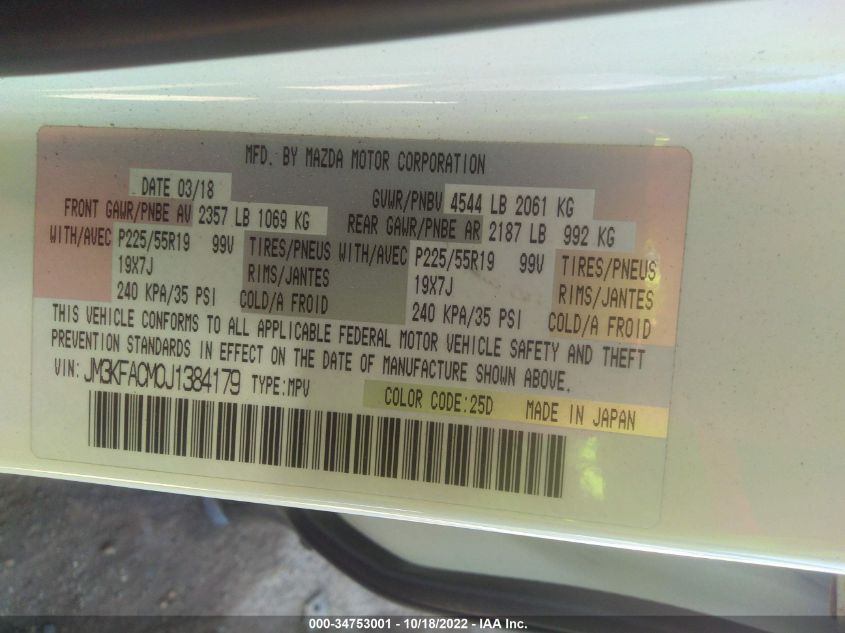 MFD. BY MAZDA MOTOR CORPORATION
DATE 03/18 GVWR/PNBV 4544 LB 2061 KG
FRONT GAWR/PNBE AV 2357 LB 1069 KG REAR GAWR/PNBE AR 2187 LB 992 KG
WITH/AVEC P225/55R19 99V TIRES/PNEUS WITH/AVEC P225/55R19 99V TIRES/PNEUS
19X7J RIMS/JANTES 19X7J RIMS/JANTES
240 KPA/35 PSI COLD/A FROID 240 KPA/35 PSI COLD/A FROID
THIS VEHICLE CONFORMS TO ALL APPLICABLE FEDERAL MOTOR VEHICLE SAFETY AND THEFT
PREVENTION STANDARDS IN EFFECT ON THE DATE OF MANUFACTURE SHOWN ABOVE.
VIN: JM3KFACM0J1384179 TYPE:MPV
COLOR CODE:25D MADE IN JAPAN
000-34753001 - 10/18/2022 - IAA Inc.